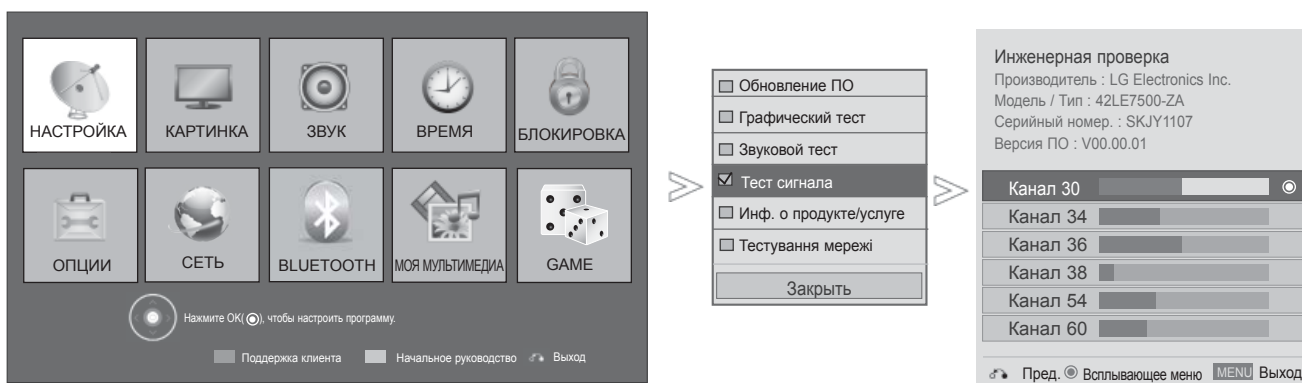 НАСТРОЙКА
КАРТИНКА
ЗВУК
ВРЕМЯ
БЛОКИРОВКА
ОПЦИИ
СЕТЬ
BLUETOOTH
МОЯ МУЛЬТИМЕДИА
GAME
Нажмите OK(◉), чтобы настроить программу.
Поддержка клиента Начальное руководство Выход
Обновление ПО
Графический тест
Звуковой тест
Тест сигнала
Инф. о продукте/услуге
Тестування мережі
Закрыть
Инженерная проверка
Производитель : LG Electronics Inc.
Модель / Тип : 42LE7500-ZA
Серийный номер. : SKJY1107
Версия ПО : V00.00.01
Канал 30
Канал 34
Канал 36
Канал 38
Канал 54
Канал 60
Пред. ◉ Всплывающее меню MENU Выход